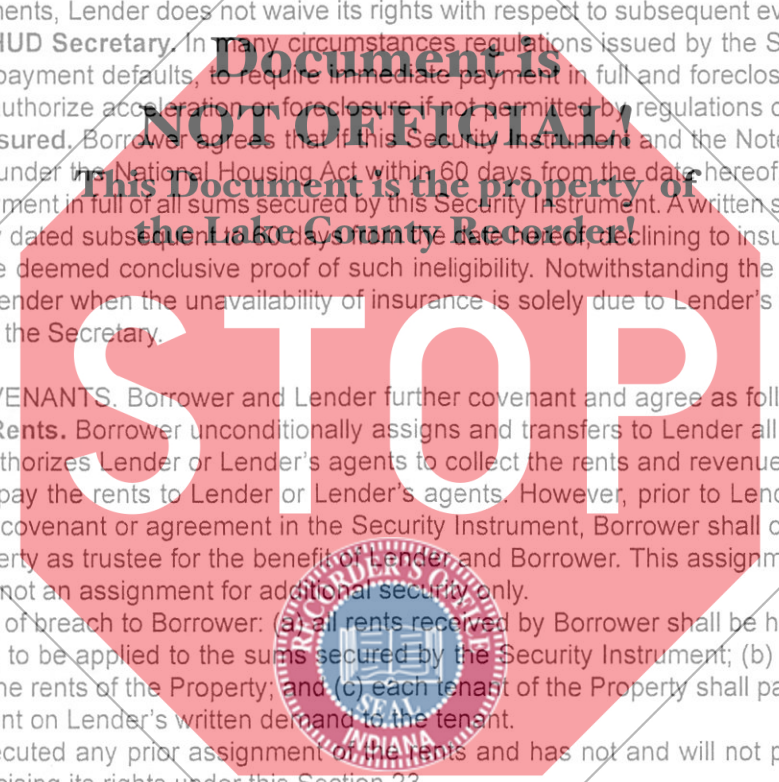 ents, Lender does not waive its rights with respect to subsequent ev
HUD Secretary. In many circumstances regulations issued by the S
Document is
payment defaults, to require immediate payment in full and foreclos
uthorize acceleration or foreclosure if not permitted by regulations o
NOT OFFICIAL!
sured. Borrower agrees that if this Security Instrument and the Note
under the National Housing Act within 60 days from the date hereof
This Document is the property of
ment in full of all sums secured by this Security Instrument. A written s
dated subsequent to 60 days from the date hereof, declining to insu
the Lake County Recorder!
e deemed conclusive proof of such ineligibility. Notwithstanding the
ender when the unavailability of insurance is solely due to Lender's
the Secretary.
STOP
VENANTS. Borrower and Lender further covenant and agree as foll
Rents. Borrower unconditionally assigns and transfers to Lender all
thorizes Lender or Lender's agents to collect the rents and revenue
pay the rents to Lender or Lender's agents. However, prior to Lend
covenant or agreement in the Security Instrument, Borrower shall c
erty as trustee for the benefit of Lender and Borrower. This assignm
not an assignment for additional security only.
of breach to Borrower: (a) all rents received by Borrower shall be h
to be applied to the sums secured by the Security Instrument; (b)
he rents of the Property; and (c) each tenant of the Property shall pa
nt on Lender's written demand to the tenant.
ecuted any prior assignment of the rents and has not and will not p
cising its rights under this Section 23.
RECORDER'S OFFICE
SEAL
INDIANA